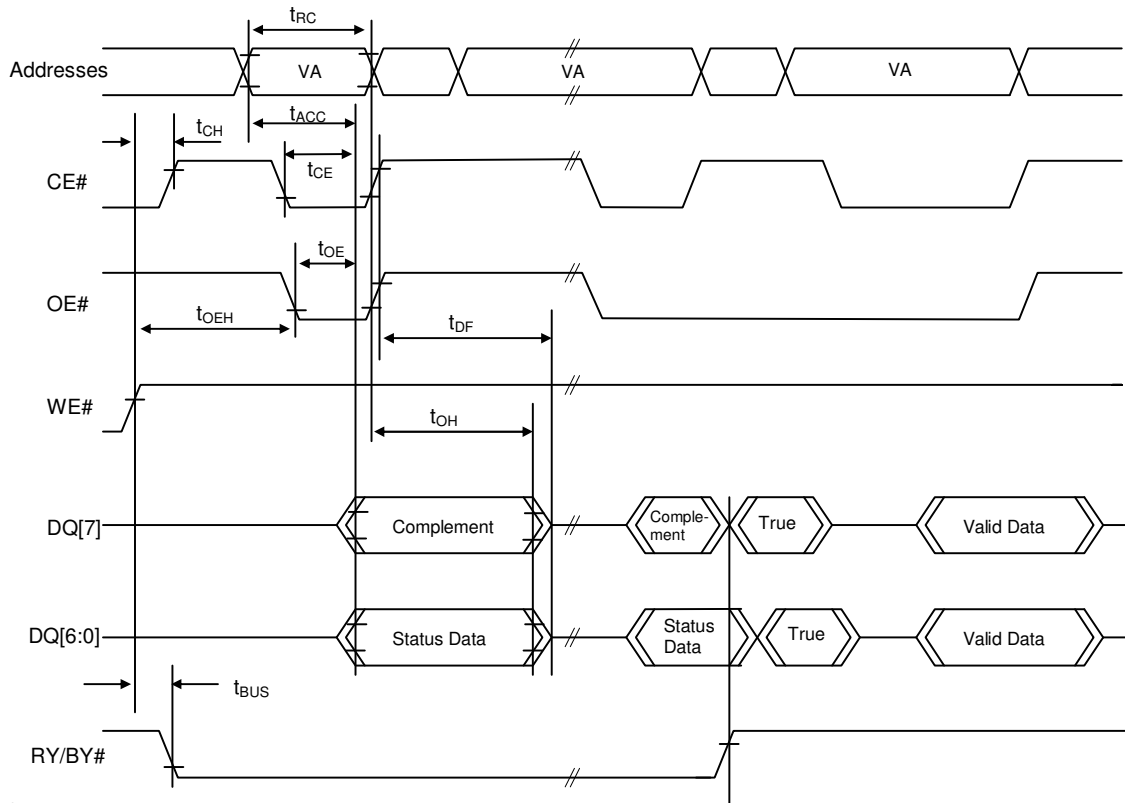 tRC
Addresses VA VA VA
tACC
tCH
tCE
CE#
tOE
OE#
tOEH
tDF
WE#
tOH
DQ[7] Complement Comple- True Valid Data
ment
DQ[6:0] Status Data Status True Valid Data
Data
tBUS
RY/BY#